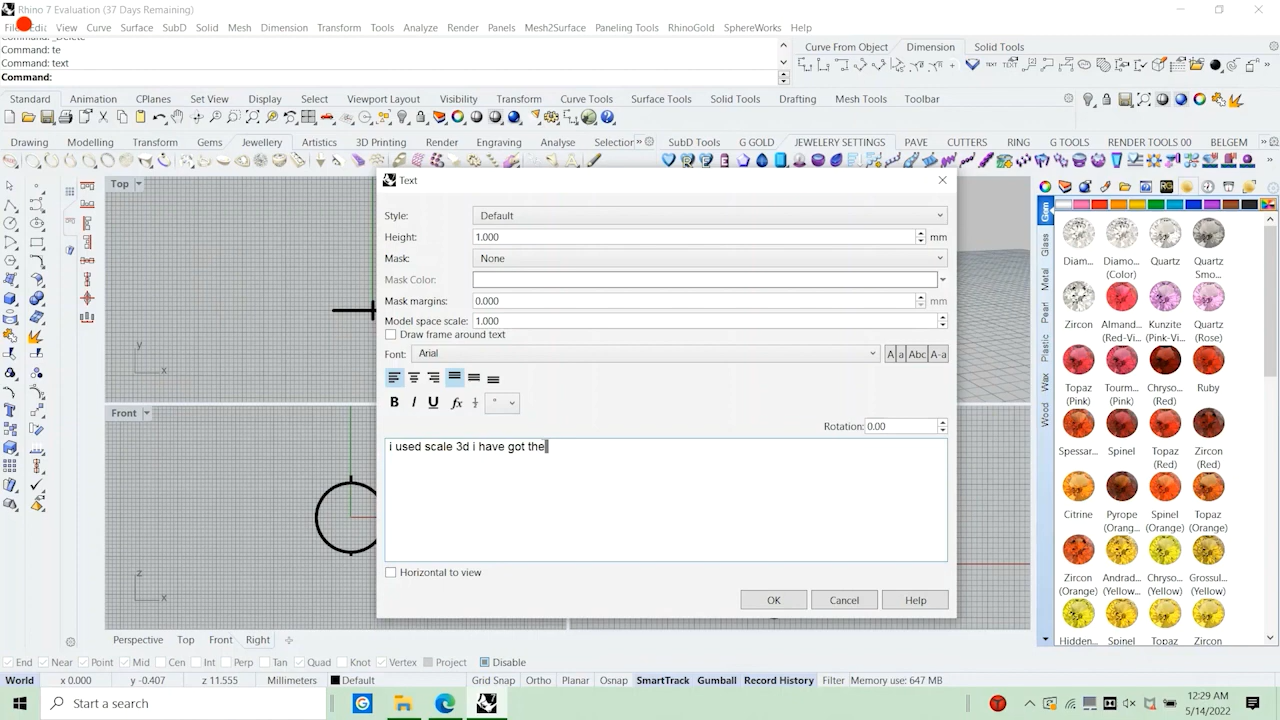 Rhino 7 Evaluation (37 Days Remaining)
File Edit View Curve Surface SubD Solid Mesh Dimension Transform Tools Analyze Render Panels Mesh2Surface Paneling Tools RhinoGold SphereWorks Help
Command: _Delete
Command: te
Command: text
Command:
Curve From Object Dimension Solid Tools
Standard Animation CPlanes Set View Display Select Viewport Layout Visibility Transform Curve Tools Surface Tools Solid Tools Drafting Mesh Tools Toolbar
Drawing Modelling Transform Gems Jewellery Artistics 3D Printing Render Engraving Analyse Selection SubD Tools G GOLD JEWELERY SETTINGS PAVE CUTTERS RING G TOOLS RENDER TOOLS 00 BELGEM
Top
Text
Style: Default
Height: 1.000 mm
Mask: None
Mask Color:
Mask margins: 0.000 mm
Model space scale: 1.000
Draw frame around text
Font: Arial A a Abc A-a
B I U fx
Rotation: 0.00
i used scale 3d i have got the
Horizontal to view
OK Cancel Help
y
x
Front
z
x
Gem
Glass
Metal
Pearl
Plastic
Wax
Wood
Diam... Diamo... (Color) Quartz Quartz Smo...
Zircon Almand... (Red-Vi... Kunzite (Pink-Vi... Quartz (Rose)
Topaz (Pink) Tourm... (Pink) Chryso... (Red) Ruby
Spessar... Spinel Topaz (Red) Zircon (Red)
Citrine Pyrope (Orang... Spinel (Orange) Topaz (Orange)
Zircon (Orange) Andrad... (Yellow... Chryso... (Yellow) Grossul... (Yellow)
Hidden... Spinel Topaz Zircon
Perspective Top Front Right
End Near Point Mid Cen Int Perp Tan Quad Knot Vertex Project Disable
World x 0.000 y -0.407 z 11.555 Millimeters Default Grid Snap Ortho Planar Osnap SmartTrack Gumball Record History Filter Memory use: 647 MB
Start a search
12:29 AM
5/14/2022